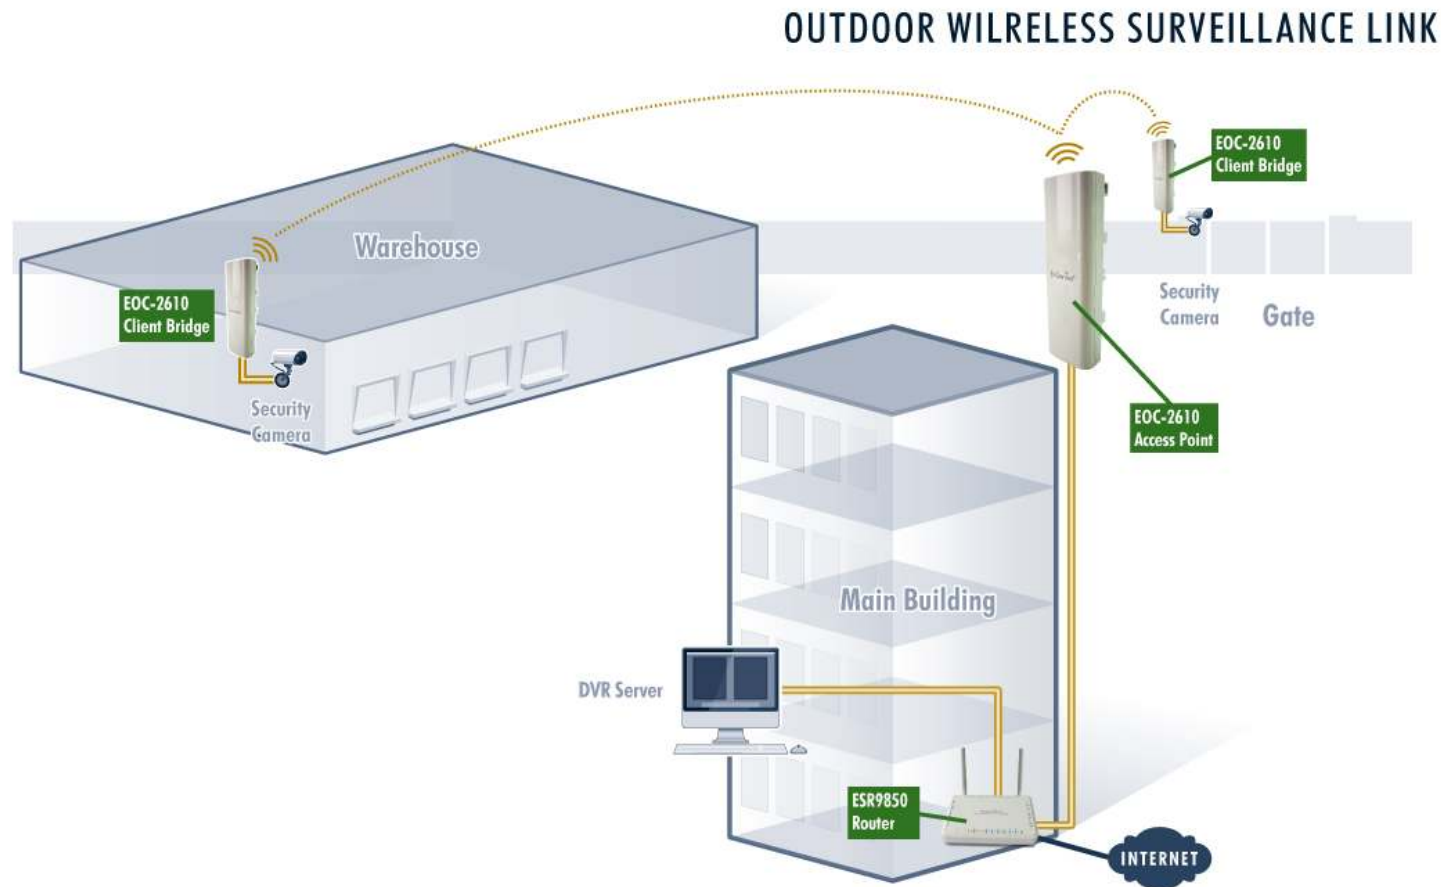 OUTDOOR WILRELESS SURVEILLANCE LINK
EOC-2610
Client Bridge
Warehouse
EOC-2610
Client Bridge
Security
Camera
Gate
Security
Camera
EOC-2610
Access Point
Main Building
DVR Server
ESR9850
Router
INTERNET